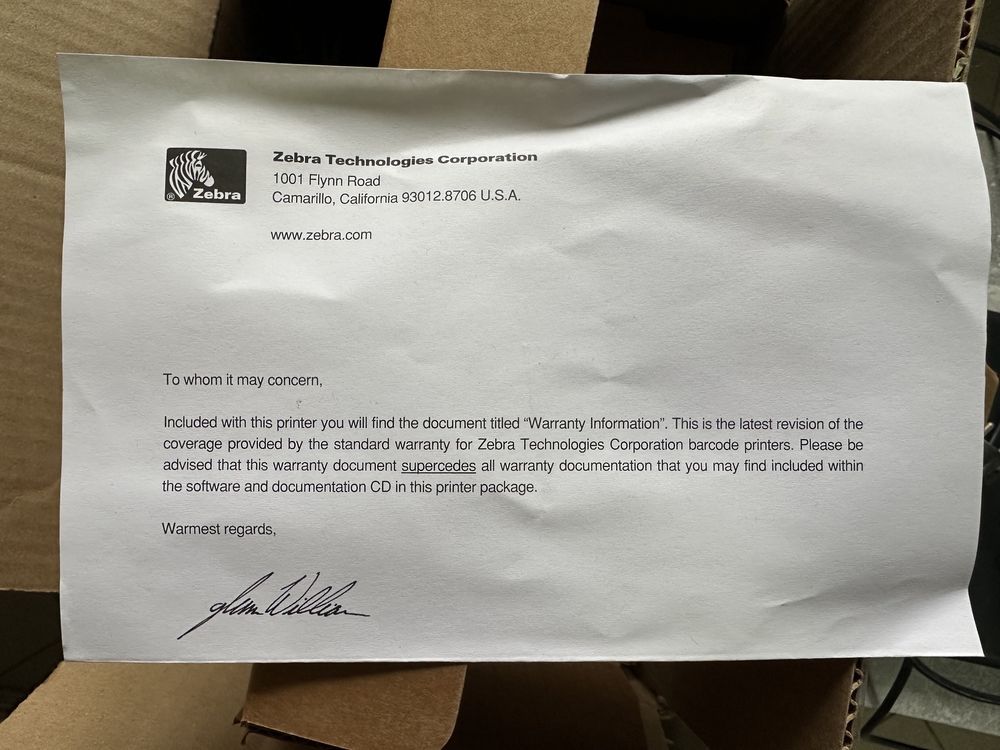 Zebra
®
Zebra Technologies Corporation
1001 Flynn Road
Camarillo, California 93012.8706 U.S.A.
www.zebra.com
To whom it may concern,
Included with this printer you will find the document titled “Warranty Information”. This is the latest revision of the
coverage provided by the standard warranty for Zebra Technologies Corporation barcode printers. Please be
advised that this warranty document supercedes all warranty documentation that you may find included within
the software and documentation CD in this printer package.
Warmest regards,